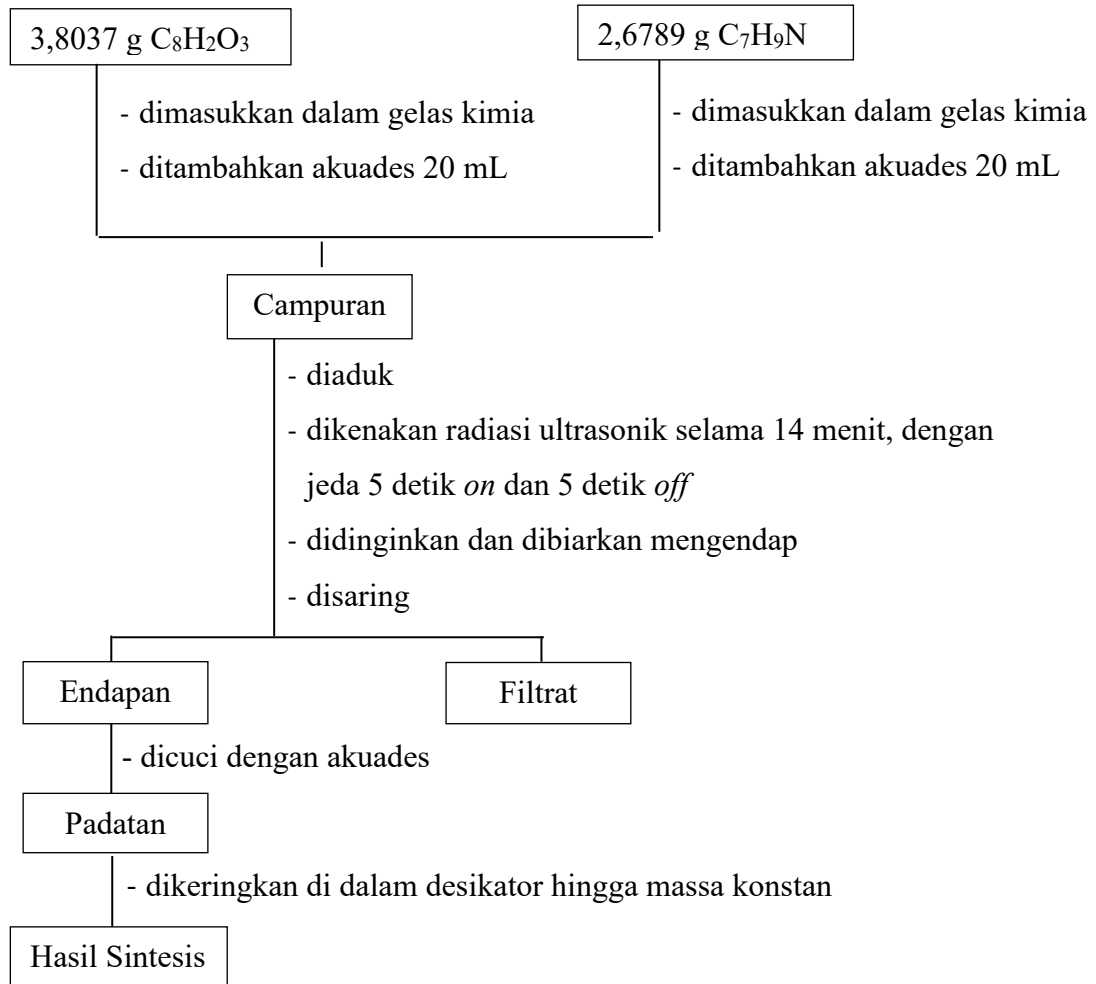 3,8037 g C₈H₂O₃
2,6789 g C₇H₉N
- dimasukkan dalam gelas kimia
- ditambahkan akuades 20 mL
- dimasukkan dalam gelas kimia
- ditambahkan akuades 20 mL
Campuran
- diaduk
- dikenakan radiasi ultrasonik selama 14 menit, dengan
jeda 5 detik on dan 5 detik off
- didinginkan dan dibiarkan mengendap
- disaring
Endapan
Filtrat
- dicuci dengan akuades
Padatan
- dikeringkan di dalam desikator hingga massa konstan
Hasil Sintesis